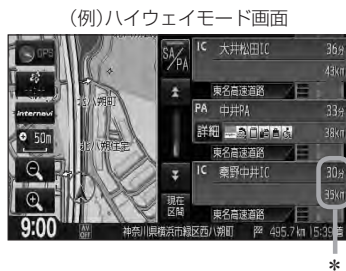 (例)ハイウェイモード画面
GPS
internavi
50m
9:00
AV
OFF
北八朔町
北八朔住宅
SA/PA
現在
区間
IC 大井松田IC 36分
43km
東名高速道路
PA 中井PA 33分
詳細 38km
東名高速道路
IC 秦野中井IC 30分
35km
東名高速道路
神奈川県横浜市緑区西八朔町 495.7km 15:39着
*